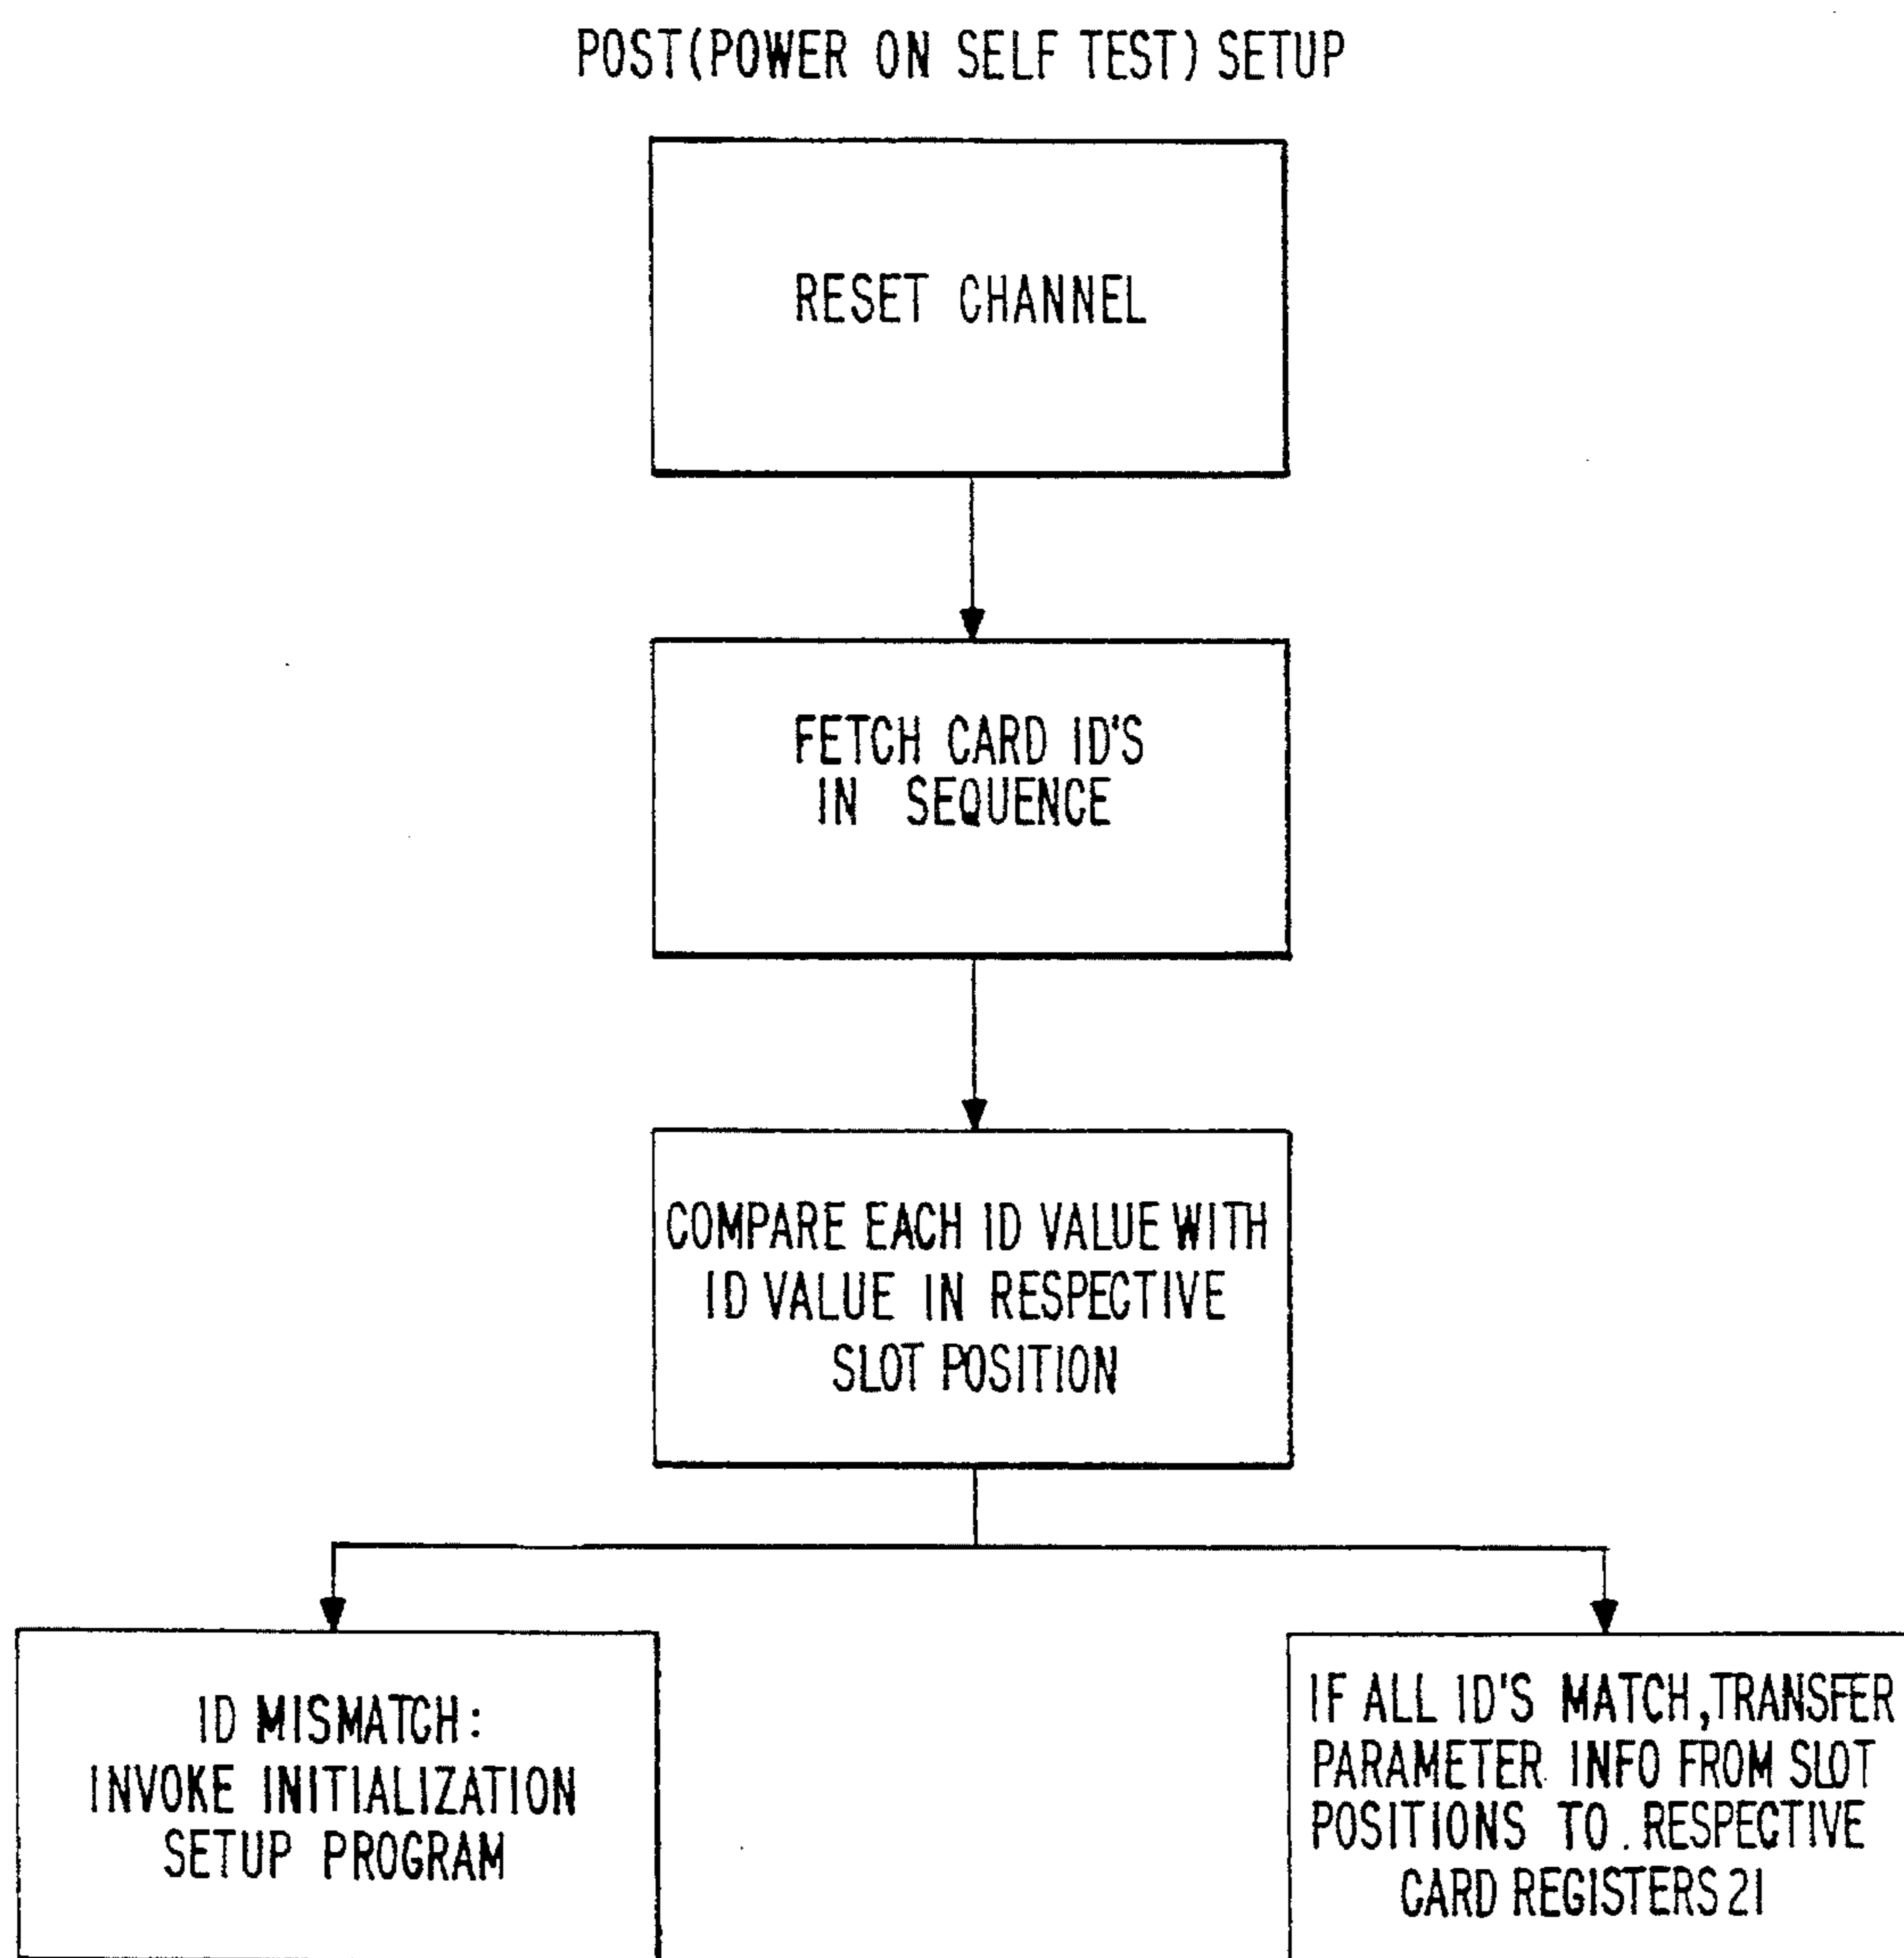 POST(POWER ON SELF TEST) SETUP
RESET CHANNEL
FETCH CARD ID'S
IN SEQUENCE
COMPARE EACH ID VALUE WITH
ID VALUE IN RESPECTIVE
SLOT POSITION
ID MISMATCH:
INVOKE INITIALIZATION
SETUP PROGRAM
IF ALL ID'S MATCH,TRANSFER
PARAMETER INFO FROM SLOT
POSITIONS TO RESPECTIVE
CARD REGISTERS 21